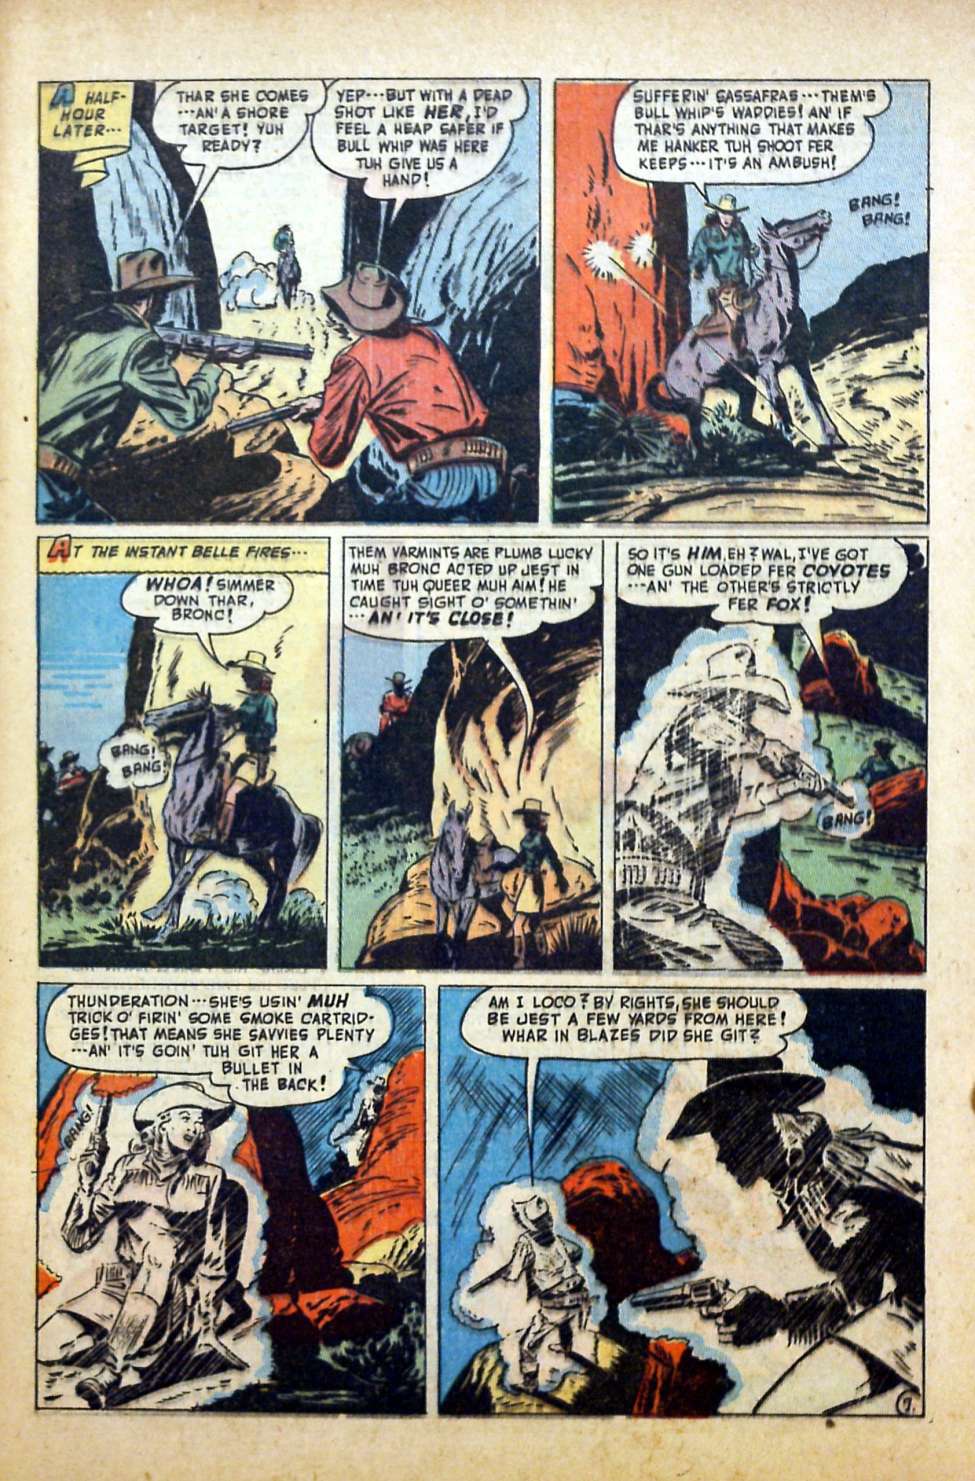 A HALF-
HOUR
LATER---
THAR SHE COMES
---AN'A SHORE
TARGET! YUH
READY?
YEP---BUT WITH A DEAD
SHOT LIKE HER, I'D
FEEL A HEAP SAFER IF
BULL WHIP WAS HERE
TUH GIVE US A
HAND!
SUFFERIN' SASSAFRAS---THEM'S
BULL WHIP'S WADDIES! AN' IF
THAR'S ANYTHING THAT MAKES
ME HANKER TUH SHOOT FER
KEEPS---IT'S AN AMBUSH!
BANG!
BANG!
AT THE INSTANT BELLE FIRES---
WHOA! SIMMER
DOWN THAR,
BRONC!
BANG!
BANG!
THEM VARMINTS ARE PLUMB LUCKY
MUH BRONC ACTED UP JEST IN
TIME TUH QUEER MUH AIM! HE
CAUGHT SIGHT O' SOMETHIN'
---AN' IT'S CLOSE!
SO IT'S HIM, EH? WAL, I'VE GOT
ONE GUN LOADED FER COYOTES
---AN' THE OTHER'S STRICTLY
FER FOX!
BANG!
THUNDERATION---SHE'S USIN' MUH
TRICK O' FIRIN' SOME SMOKE CARTRID-
GES! THAT MEANS SHE SAVVIES PLENTY
---AN' IT'S GOIN' TUH GIT HER A
BULLET IN
THE BACK!
BANG!
AM I LOCO? BY RIGHTS, SHE SHOULD
BE JEST A FEW YARDS FROM HERE!
WHAR IN BLAZES DID SHE GIT?
7.